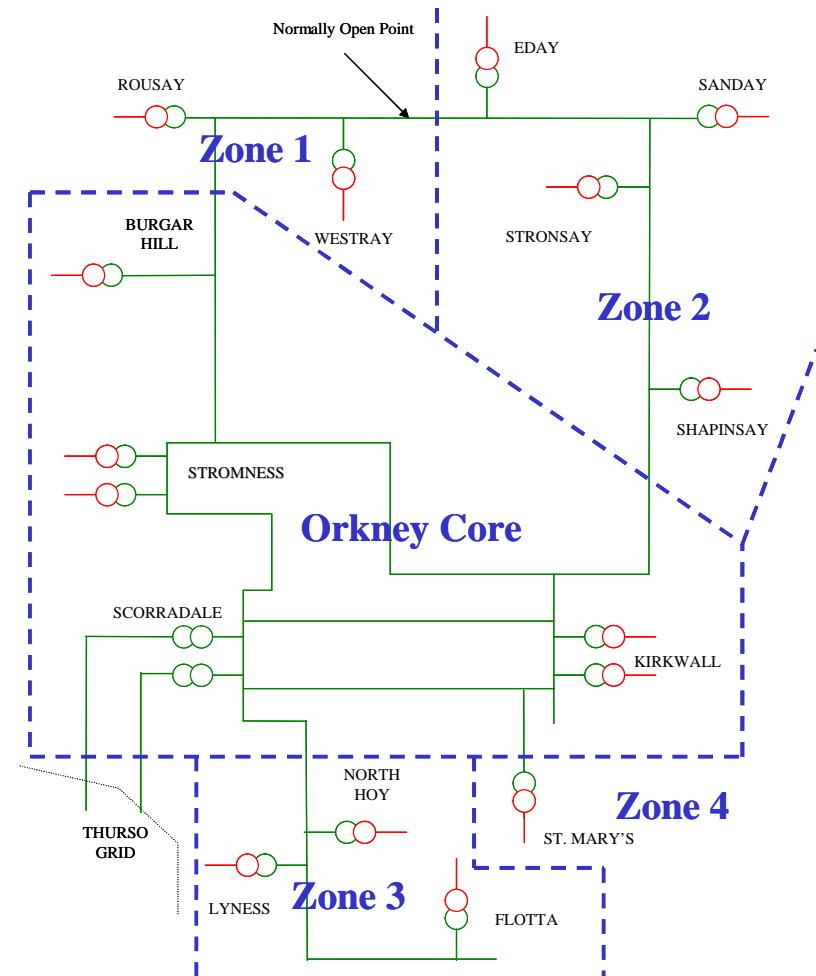 Normally Open Point
EDAY
ROUSAY
SANDAY
Zone 1
BURGAR
HILL
WESTRAY
STRONSAY
Zone 2
SHAPINSAY
STROMNESS
Orkney Core
SCORRADALE
KIRKWALL
NORTH
HOY
Zone 4
THURSO
GRID
ST. MARY'S
LYNESS
Zone 3
FLOTTA